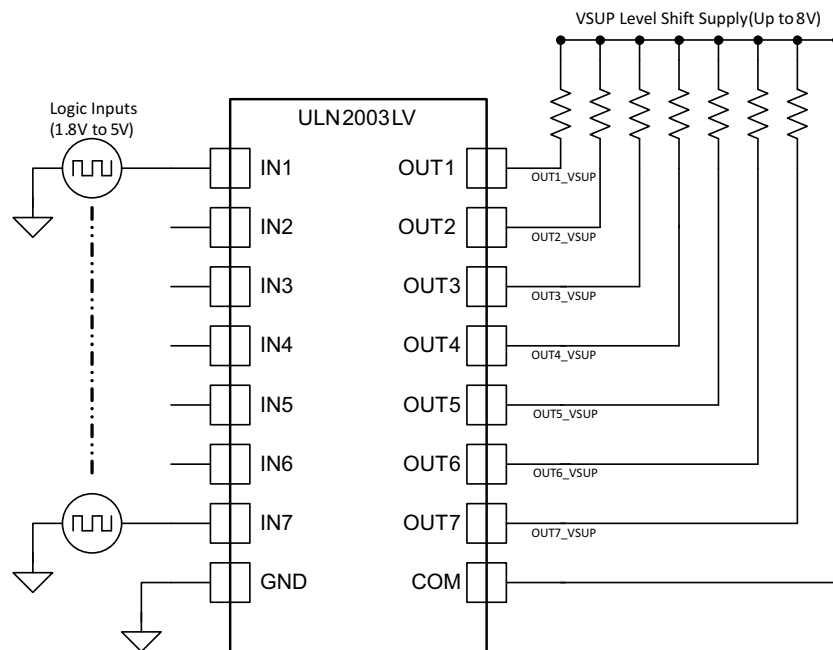 VSUP Level Shift Supply(Up to 8V)
Logic Inputs
(1.8V to 5V)
ULN2003LV
IN1
OUT1
OUT1_VSUP
IN2
OUT2
OUT2_VSUP
IN3
OUT3
OUT3_VSUP
IN4
OUT4
OUT4_VSUP
IN5
OUT5
OUT5_VSUP
IN6
OUT6
OUT6_VSUP
IN7
OUT7
OUT7_VSUP
GND
COM